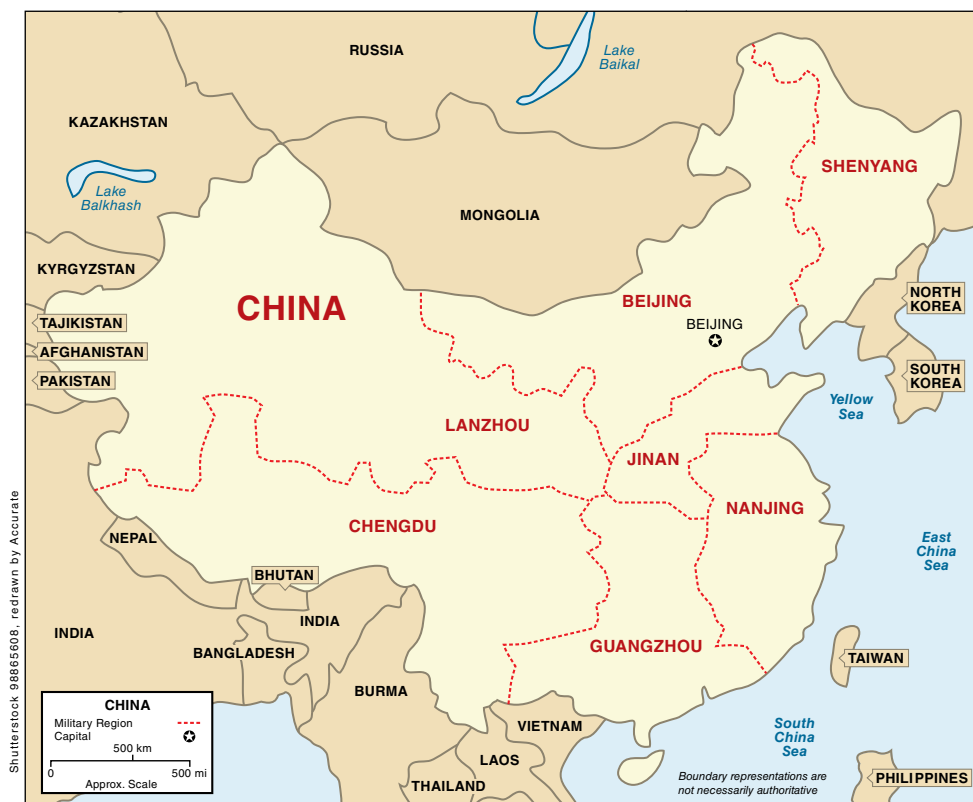 RUSSIA
Lake
Baikal
KAZAKHSTAN
SHENYANG
Lake
Balkhash
MONGOLIA
KYRGYZSTAN
CHINA
BEIJING
NORTH
KOREA
TAJIKISTAN
BEIJING
AFGHANISTAN
PAKISTAN
SOUTH
KOREA
Yellow
Sea
LANZHOU
JINAN
NANJING
CHENGDU
NEPAL
East
China
Sea
BHUTAN
INDIA
INDIA
BANGLADESH
GUANGZHOU
TAIWAN
BURMA
CHINA
Military Region
Capital
500 km
0
500 mi
Approx. Scale
VIETNAM
South
China
Sea
LAOS
THAILAND
Boundary representations are
not necessarily authoritative
PHILIPPINES
Shutterstock 98865608, redrawn by Accurate